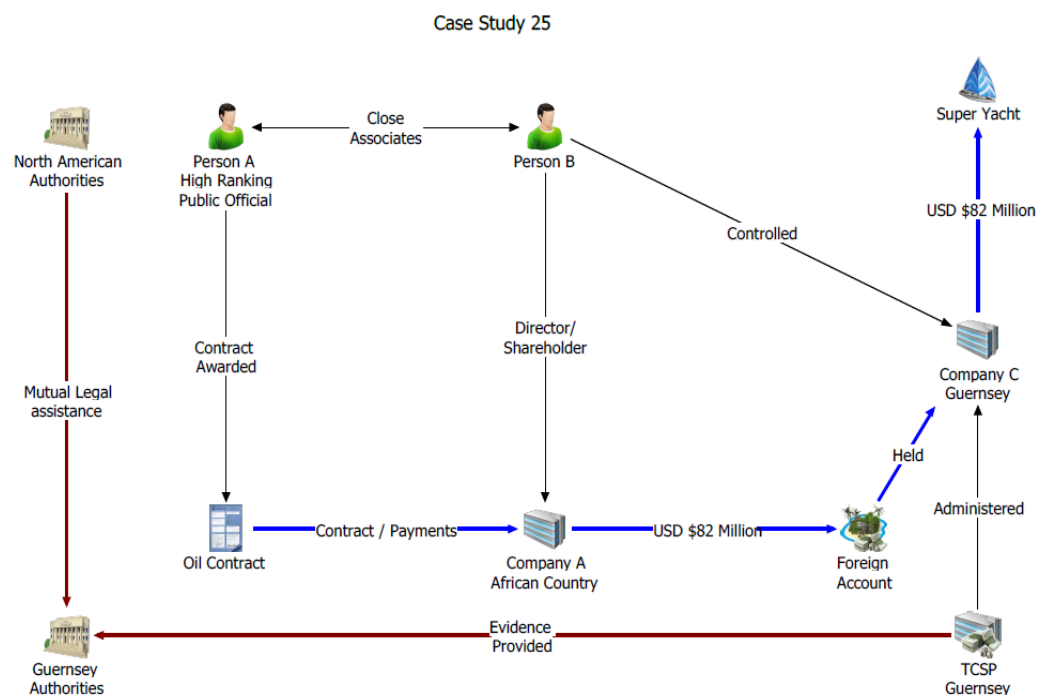 Case Study 25
North American
Authorities
Person A
High Ranking
Public Official
Close
Associates
Person B
Super Yacht
USD $82 Million
Controlled
Contract
Awarded
Director/
Shareholder
Mutual Legal
assistance
Company C
Guernsey
Held
Administered
Oil Contract
Contract / Payments
Company A
African Country
USD $82 Million
Foreign
Account
Evidence
Provided
Guernsey
Authorities
TCSP
Guernsey